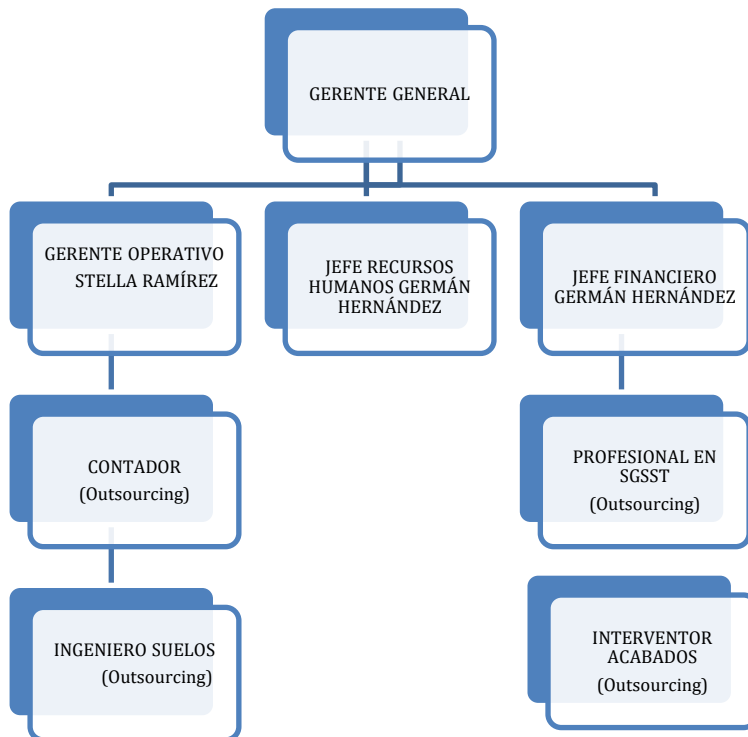 GERENTE GENERAL
GERENTE OPERATIVO
STELLA RAMÍREZ
JEFE RECURSOS
HUMANOS GERMÁN
HERNÁNDEZ
JEFE FINANCIERO
GERMÁN HERNÁNDEZ
CONTADOR
(Outsourcing)
PROFESIONAL EN
SGSST
(Outsourcing)
INGENIERO SUELOS
(Outsourcing)
INTERVENTOR
ACABADOS
(Outsourcing)